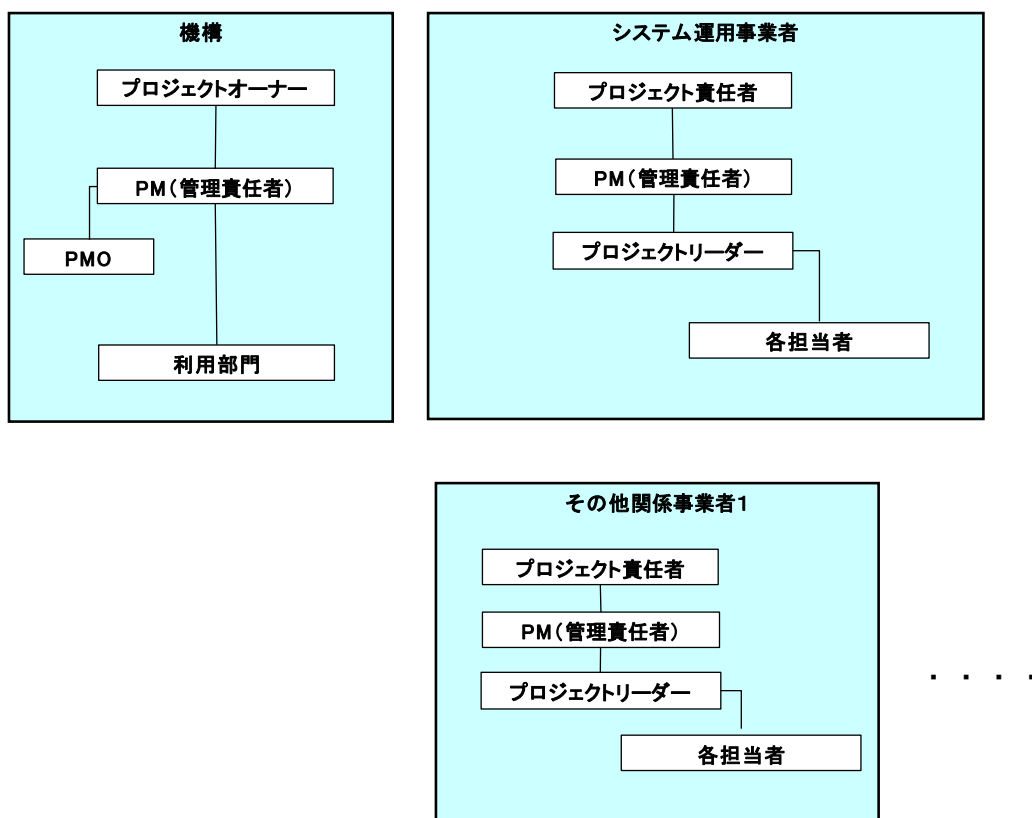 機構
プロジェクトオーナー
PM(管理責任者)
PMO
利用部門
システム運用事業者
プロジェクト責任者
PM(管理責任者)
プロジェクトリーダー
各担当者
その他関係事業者1
プロジェクト責任者
PM(管理責任者)
プロジェクトリーダー
各担当者
・・・・